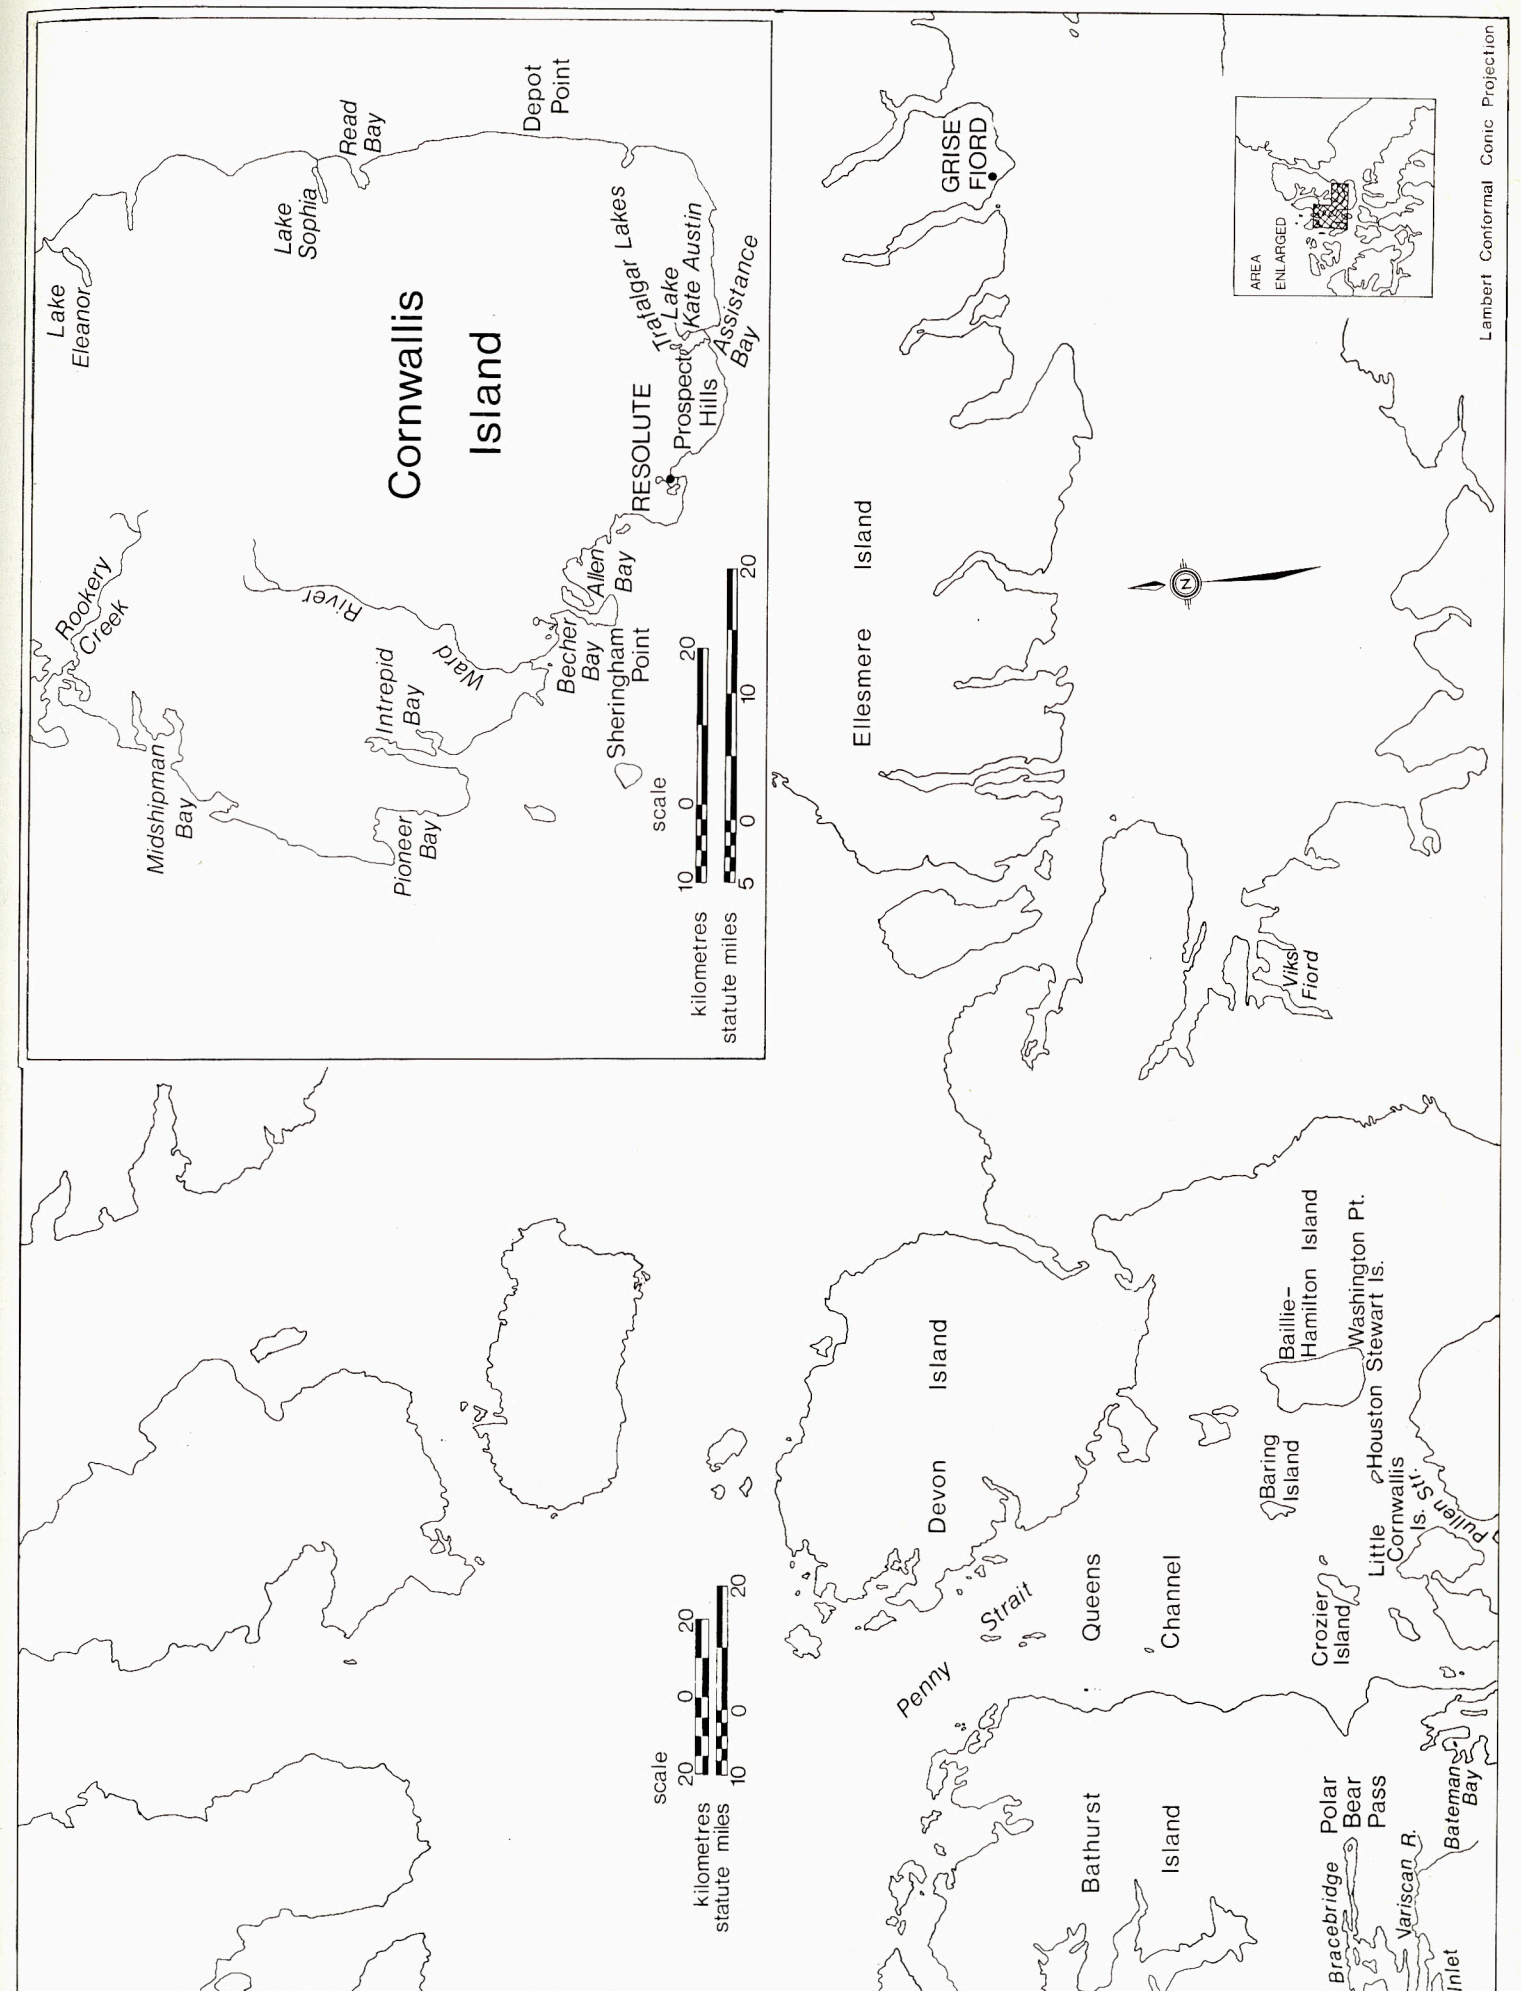 Lake
Eleanor
Lake
Sophia
Read
Bay
Depot
Point
Rookery
Creek
Midshipman
Bay
River
Ward
Cornwallis
Island
Intrepid
Bay
Pioneer
Bay
Becher
Bay
Allen
Bay
Sheringham
Point
RESOLUTE
Prospect
Hills
Trafalgar Lakes
Lake
Kate Austin
Assistance
Bay
scale
kilometres 10 0 20
statute miles 5 0 10 20
GRISE
FIORD
Ellesmere Island
N
Viks
Fiord
AREA
ENLARGED
Lambert Conformal Conic Projection
scale
kilometres 20 0 20
statute miles 10 0 20
Devon Island
Penny Strait
Queens
Channel
Bathurst
Island
Baillie-
Hamilton Island
Washington Pt.
Houston Stewart Is.
Baring
Island
Little
Cornwallis
Is.
Pullen Str.
Crozier
Island
Polar
Bear
Pass
Bateman
Bay
Bracebridge
Inlet
Variscan R.